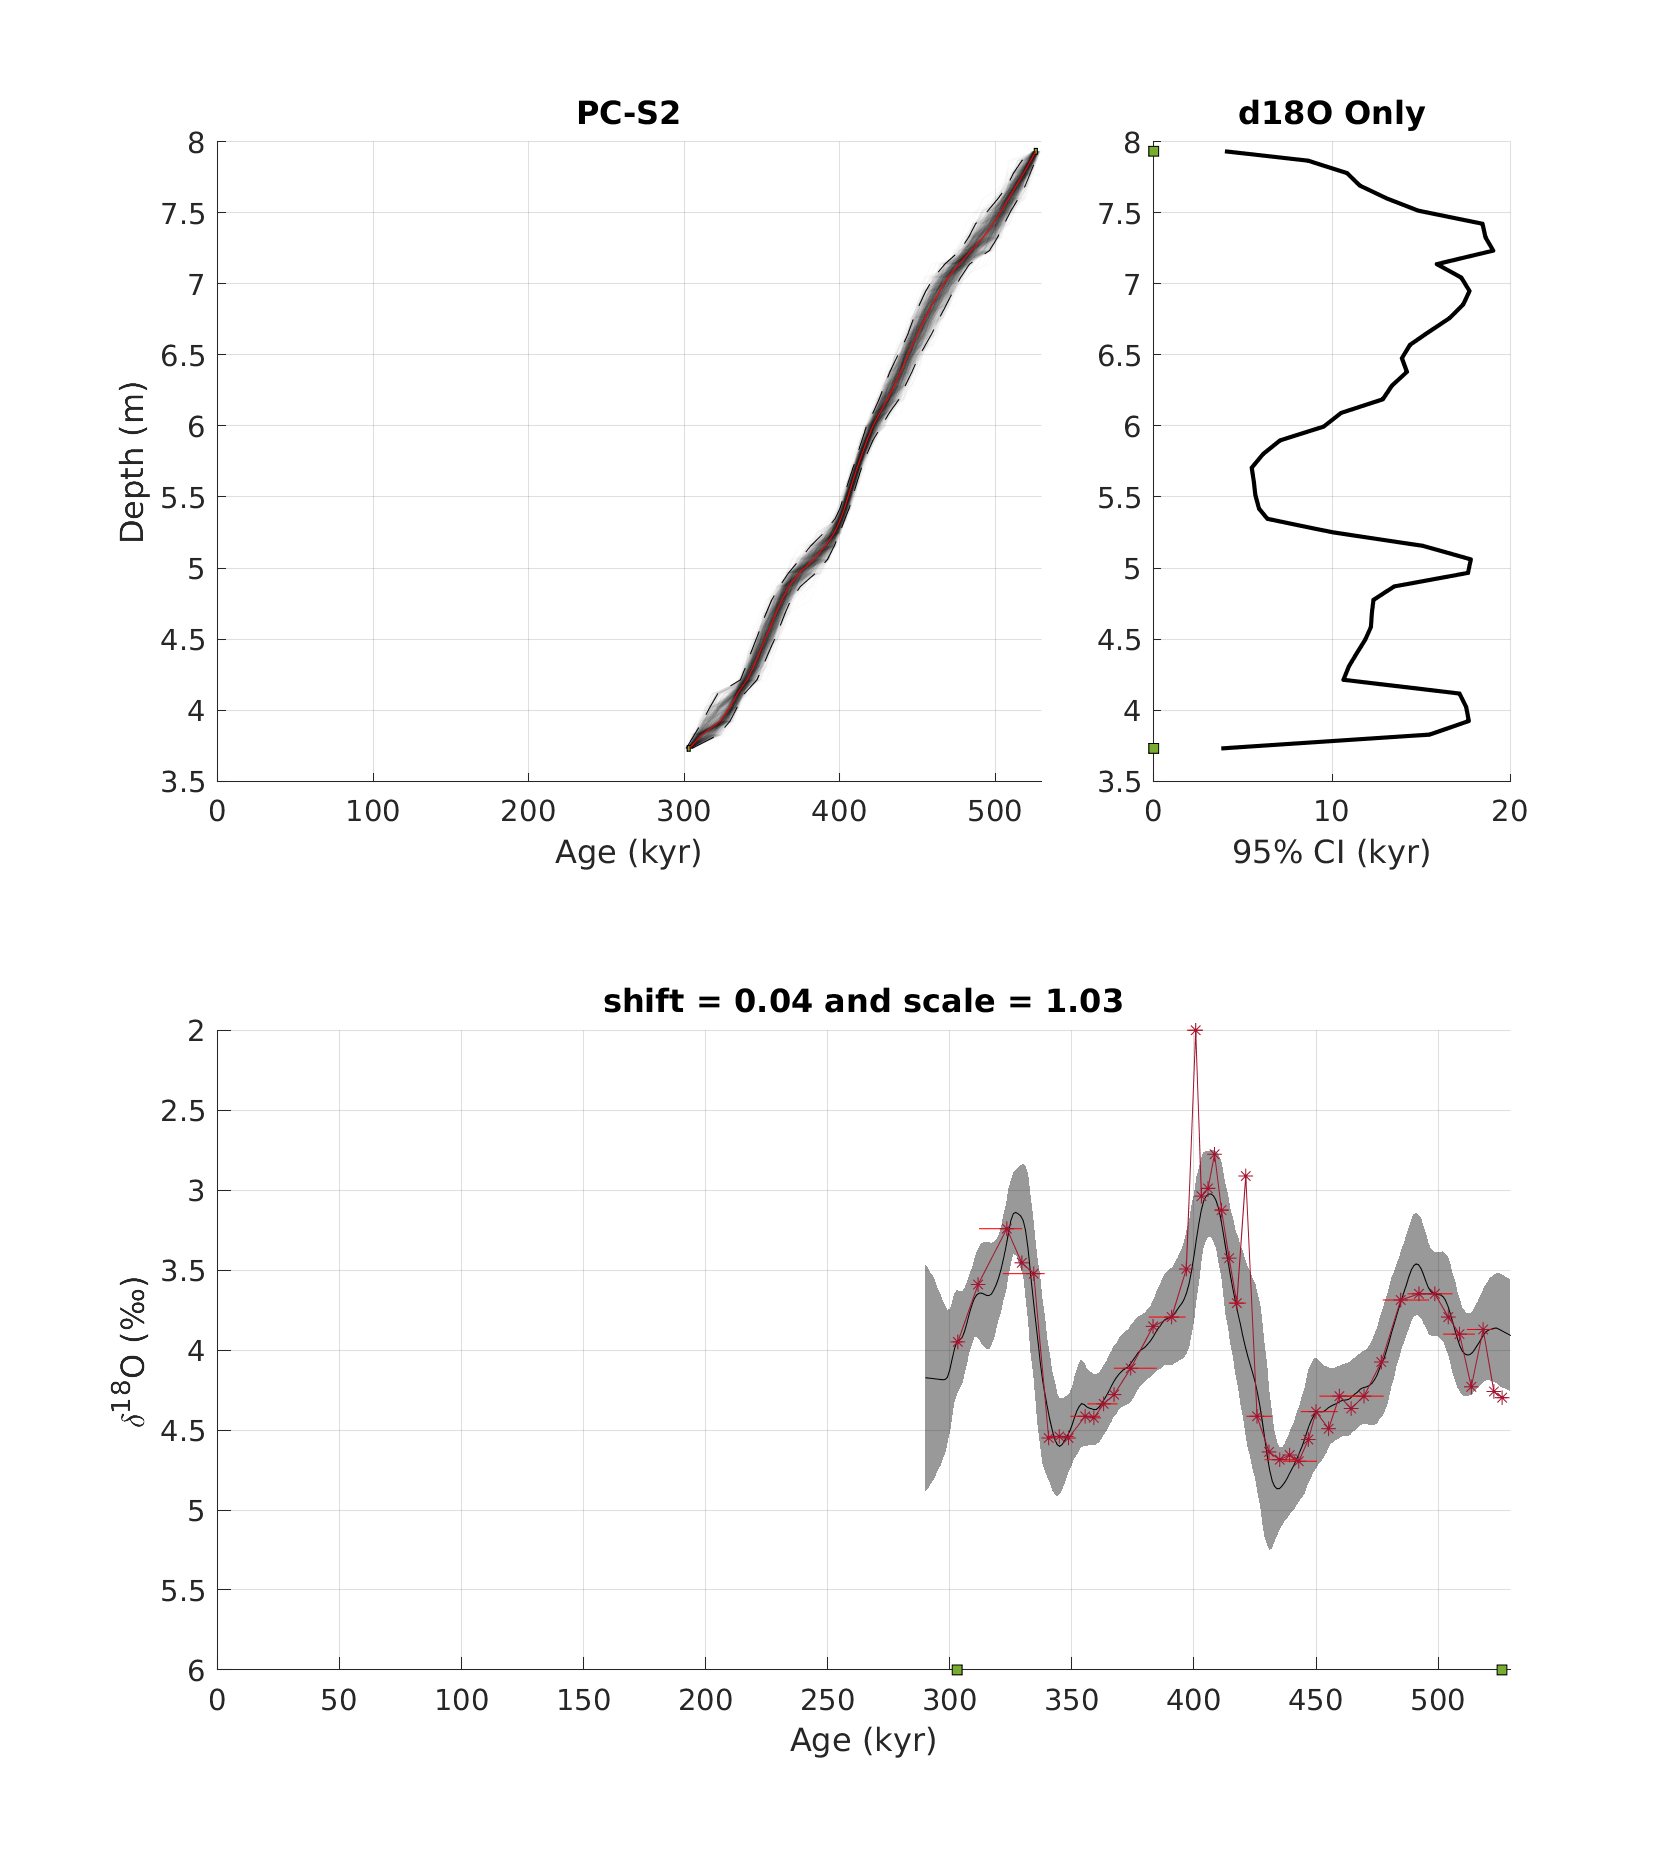 PC-S2
d18O Only
8
7.5
7
6.5
6
5.5
5
4.5
4
3.5
Depth (m)
0 100 200 300 400 500
Age (kyr)
8
7.5
7
6.5
6
5.5
5
4.5
4
3.5
0 10 20
95% CI (kyr)
shift = 0.04 and scale = 1.03
2
2.5
3
3.5
4
4.5
5
5.5
6
δ¹⁸O (‰)
0 50 100 150 200 250 300 350 400 450 500
Age (kyr)